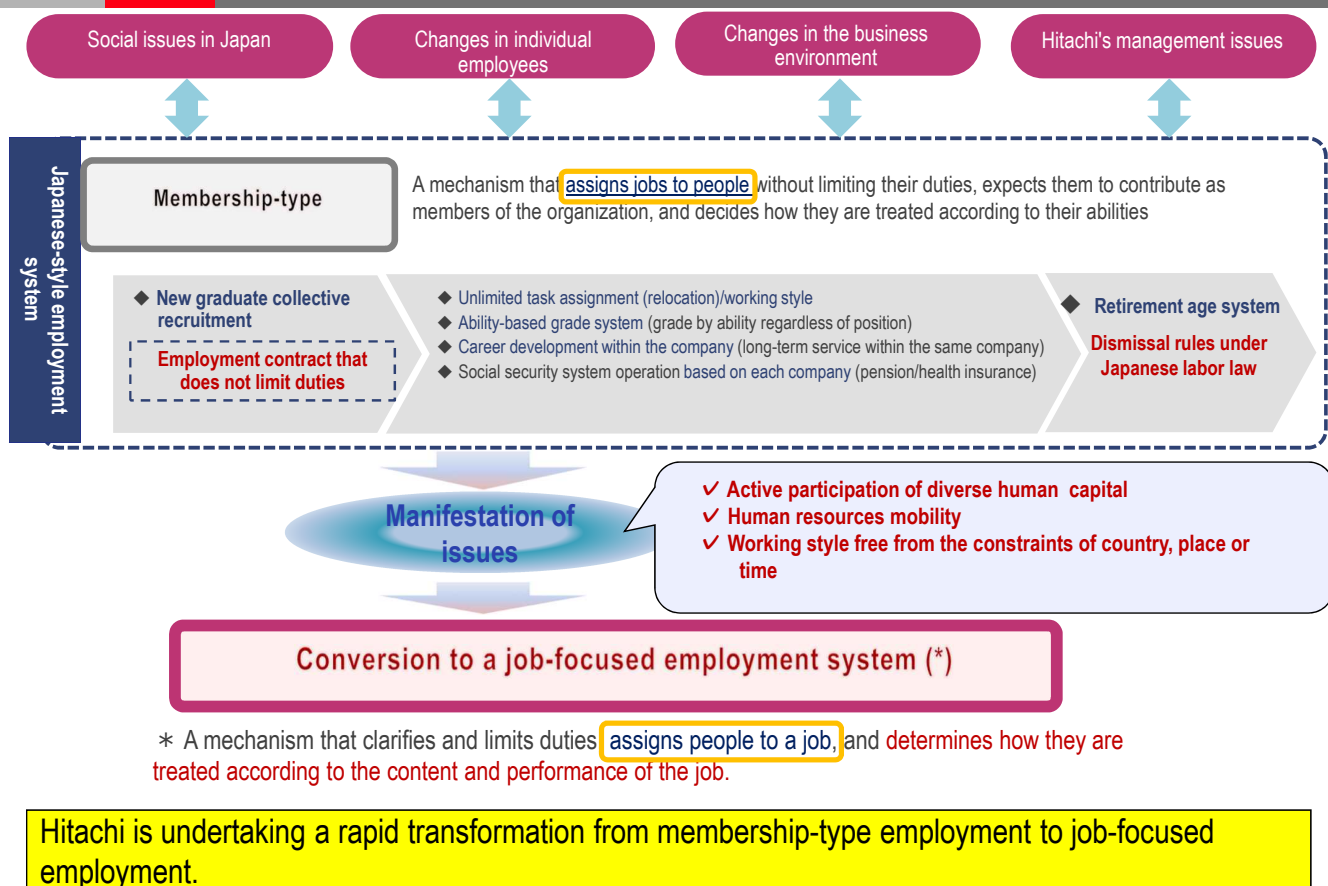 Social issues in Japan
Changes in individual
employees
Changes in the business
environment
Hitachi's management issues
Japanese-style employment
system
Membership-type
A mechanism that assigns jobs to people without limiting their duties, expects them to contribute as
members of the organization, and decides how they are treated according to their abilities
◆ New graduate collective
recruitment
Employment contract that
does not limit duties
◆ Unlimited task assignment (relocation)/working style
◆ Ability-based grade system (grade by ability regardless of position)
◆ Career development within the company (long-term service within the same company)
◆ Social security system operation based on each company (pension/health insurance)
◆ Retirement age system
Dismissal rules under
Japanese labor law
Manifestation of
issues
✓ Active participation of diverse human capital
✓ Human resources mobility
✓ Working style free from the constraints of country, place or
time
Conversion to a job-focused employment system (*)
＊ A mechanism that clarifies and limits duties assigns people to a job, and determines how they are
treated according to the content and performance of the job.
Hitachi is undertaking a rapid transformation from membership-type employment to job-focused
employment.